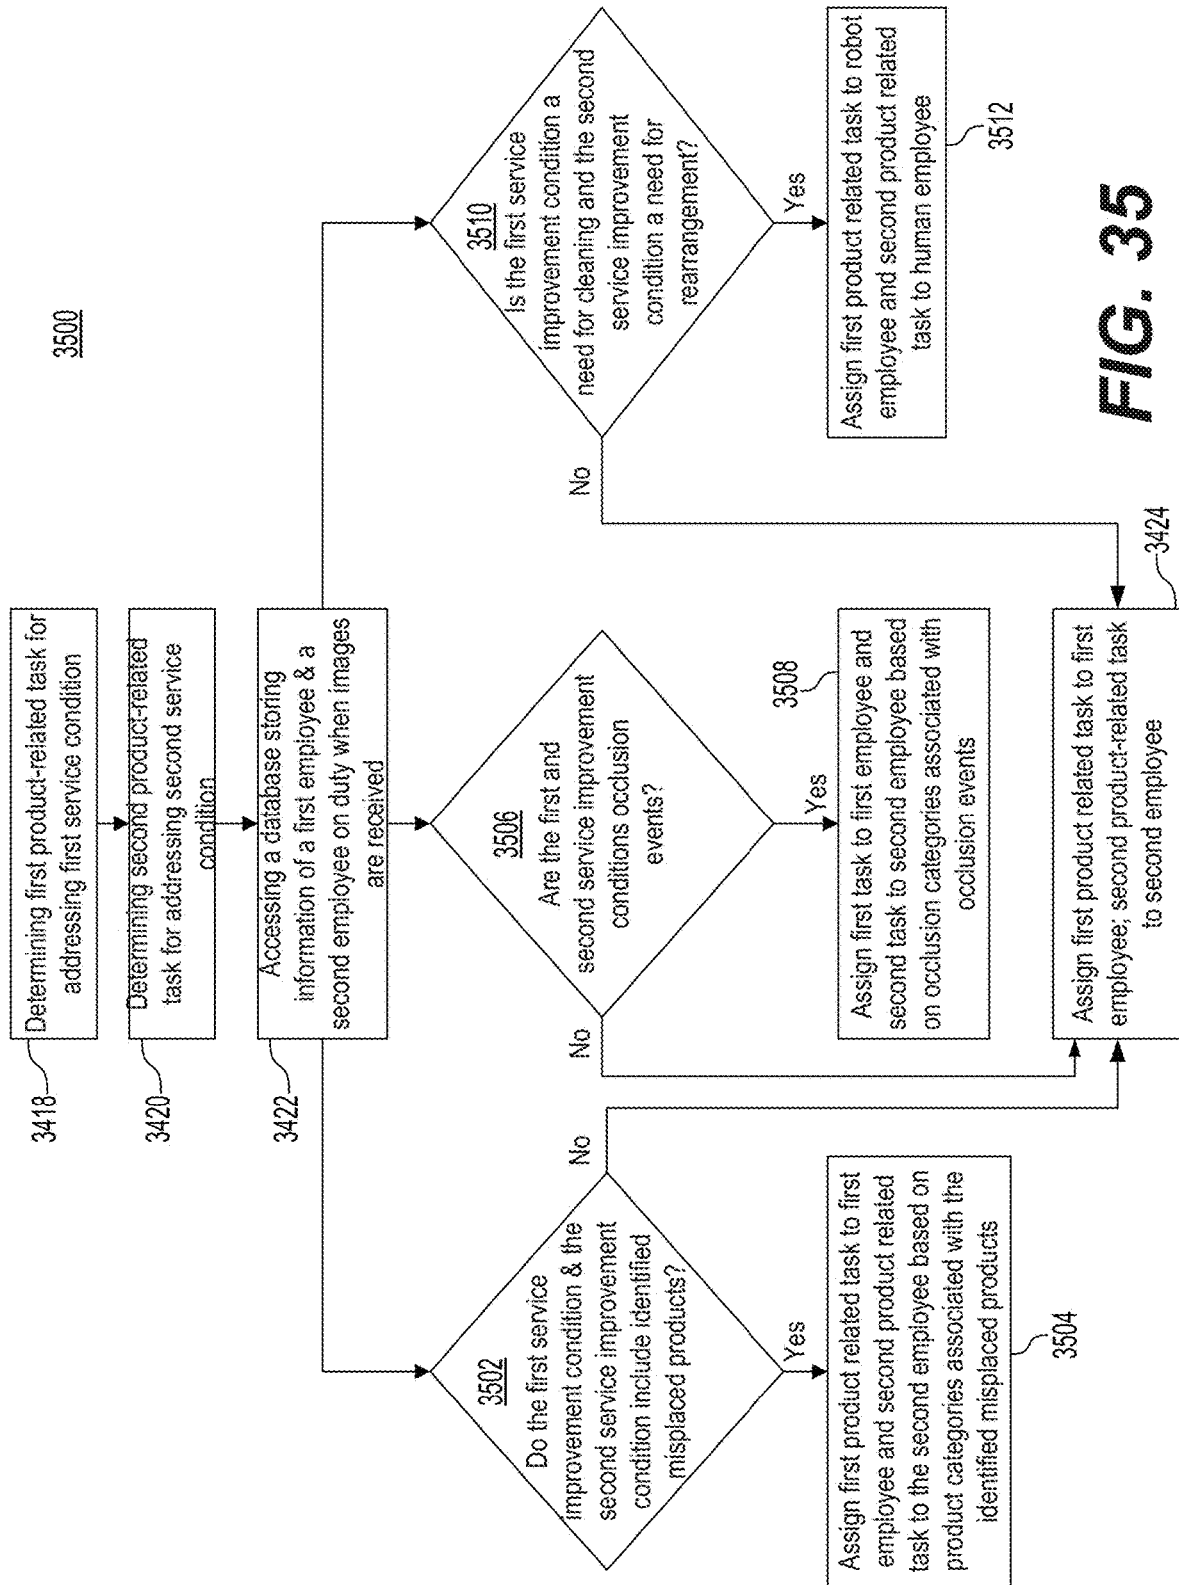 3500
3418
Determining first product-related task for
addressing first service condition
3420
Determining second product-related
task for addressing second service
condition
3422
Accessing a database storing
information of a first employee & a
second employee on duty when images
are received
3502
Do the first service
improvement condition & the
second service improvement
condition include identified
misplaced products?
No
Yes
Assign first product related task to first
employee and second product related
task to the second employee based on
product categories associated with the
identified misplaced products
3504
3506
Are the first and
second service improvement
conditions occlusion
events?
No
Yes
3508
Assign first task to first employee and
second task to second employee based
on occlusion categories associated with
occlusion events
3510
Is the first service
improvement condition a
need for cleaning and the second
service improvement
condition a need for
rearrangement?
No
Yes
Assign first product related task to robot
employee and second product related
task to human employee
3512
3424
Assign first product related task to first
employee; second product-related task
to second employee
FIG. 35